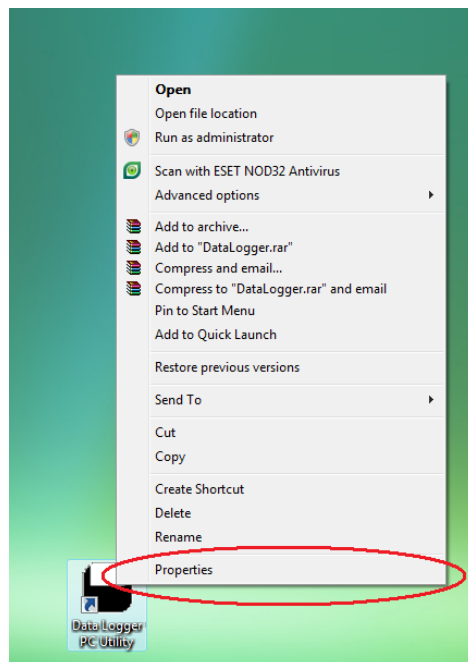 Open
Open file location
Run as administrator
Scan with ESET NOD32 Antivirus
Advanced options
Add to archive...
Add to "DataLogger.rar"
Compress and email...
Compress to "DataLogger.rar" and email
Pin to Start Menu
Add to Quick Launch
Restore previous versions
Send To
Cut
Copy
Create Shortcut
Delete
Rename
Properties
Data Logger
PC Utility